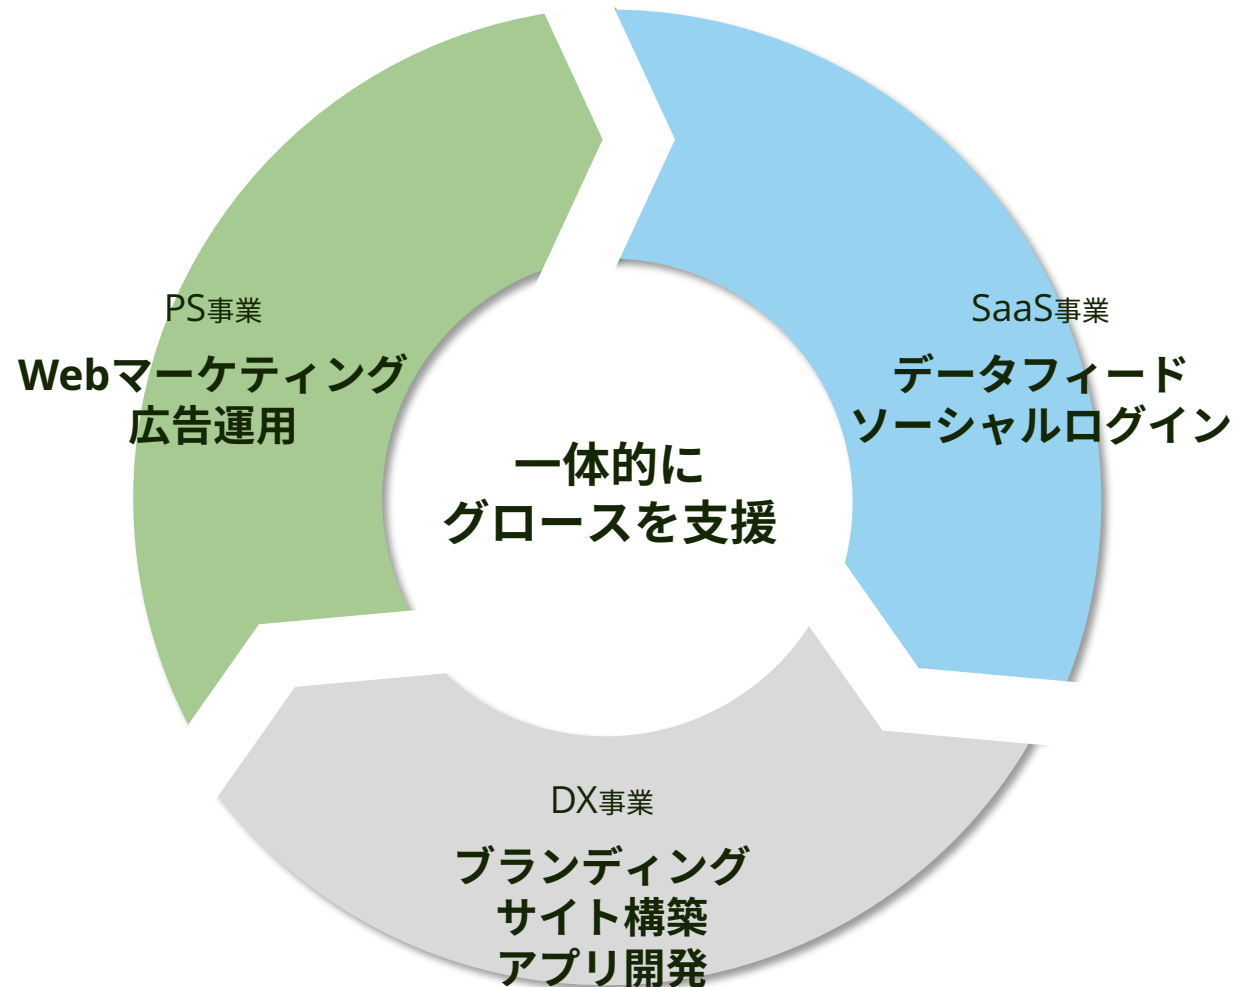 PS事業
Webマーケティング
広告運用
SaaS事業
データフィード
ソーシャルログイン
一体的に
グロースを支援
DX事業
ブランディング
サイト構築
アプリ開発